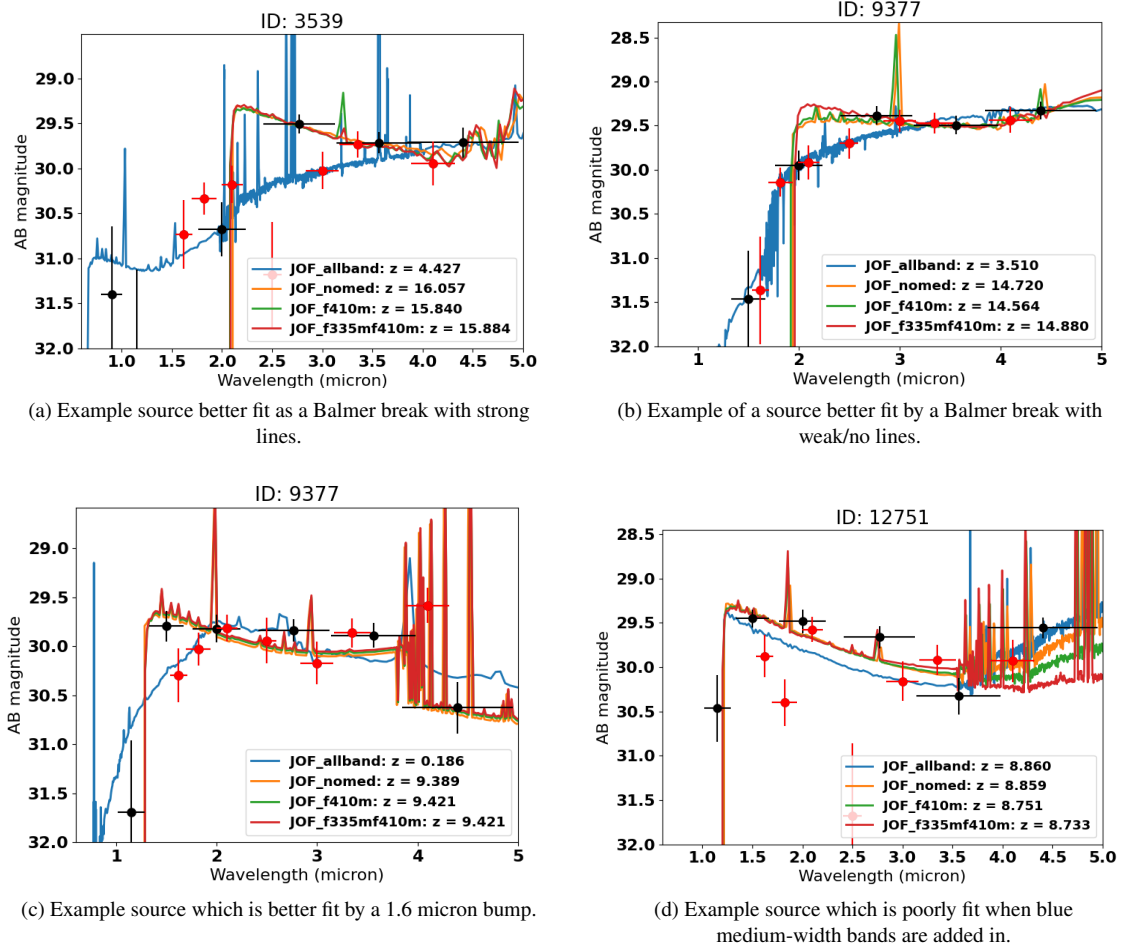 ID: 3539
AB magnitude
29.0
29.5
30.0
30.5
31.0
31.5
32.0
JOF_allband: z = 4.427
JOF_nomed: z = 16.057
JOF_f410m: z = 15.840
JOF_f335mf410m: z = 15.884
1.0 1.5 2.0 2.5 3.0 3.5 4.0 4.5 5.0
Wavelength (micron)
(a) Example source better fit as a Balmer break with strong
lines.
ID: 9377
AB magnitude
28.5
29.0
29.5
30.0
30.5
31.0
31.5
32.0
JOF_allband: z = 3.510
JOF_nomed: z = 14.720
JOF_f410m: z = 14.564
JOF_f335mf410m: z = 14.880
1 2 3 4 5
Wavelength (micron)
(b) Example of a source better fit by a Balmer break with
weak/no lines.
ID: 9377
AB magnitude
29.0
29.5
30.0
30.5
31.0
31.5
32.0
JOF_allband: z = 0.186
JOF_nomed: z = 9.389
JOF_f410m: z = 9.421
JOF_f335mf410m: z = 9.421
1 2 3 4 5
Wavelength (micron)
(c) Example source which is better fit by a 1.6 micron bump.
ID: 12751
AB magnitude
28.5
29.0
29.5
30.0
30.5
31.0
31.5
32.0
JOF_allband: z = 8.860
JOF_nomed: z = 8.859
JOF_f410m: z = 8.751
JOF_f335mf410m: z = 8.733
1.0 1.5 2.0 2.5 3.0 3.5 4.0 4.5 5.0
Wavelength (micron)
(d) Example source which is poorly fit when blue
medium-width bands are added in.